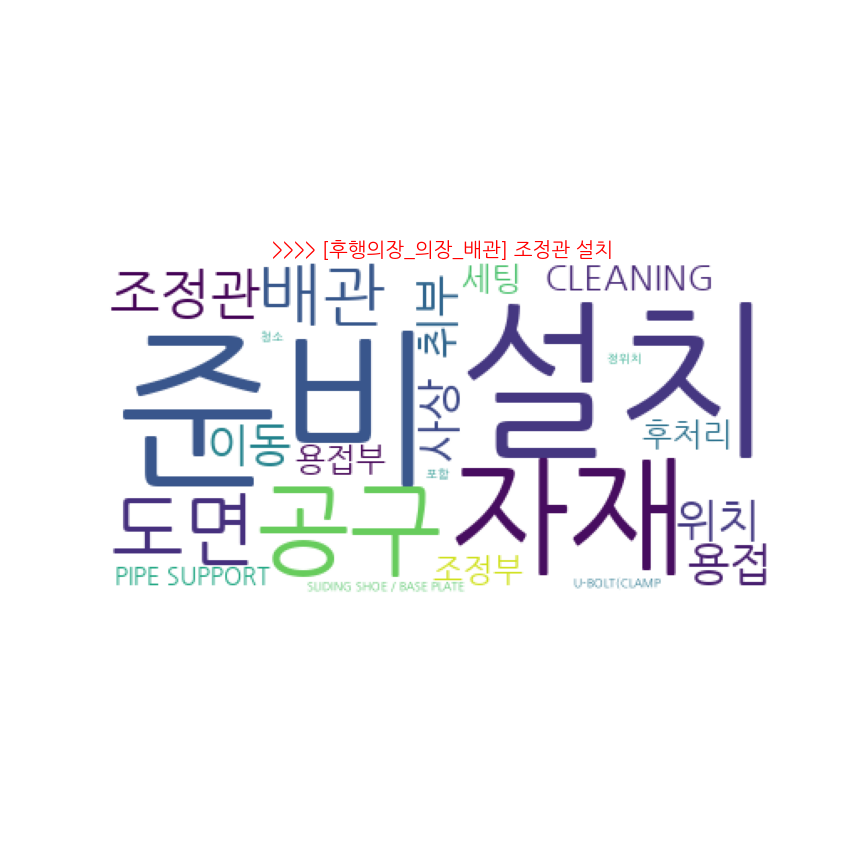 >>>> [후행의장_의장_배관] 조정관 설치
조정관
배관
취부
세팅
CLEANING
청소
준비
설치
정위치
사상
이동
용접부
후처리
포함
도면
공구
자재
위치
용접
PIPE SUPPORT
SLIDING SHOE / BASE PLATE
조정부
U-BOLT(CLAMP